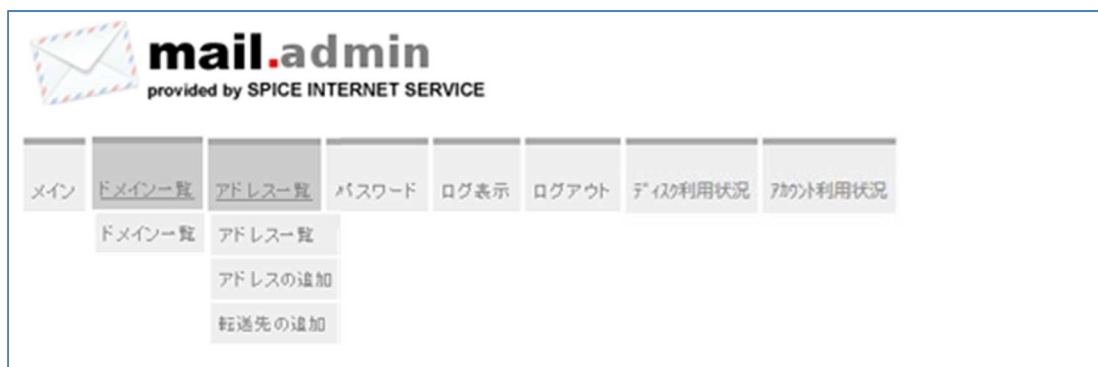 mail.admin
provided by SPICE INTERNET SERVICE
メイン ドメイン一覧 アドレス一覧 パスワード ログ表示 ログアウト ディスク利用状況 アカウント利用状況
ドメイン一覧 アドレス一覧
アドレスの追加
転送先の追加